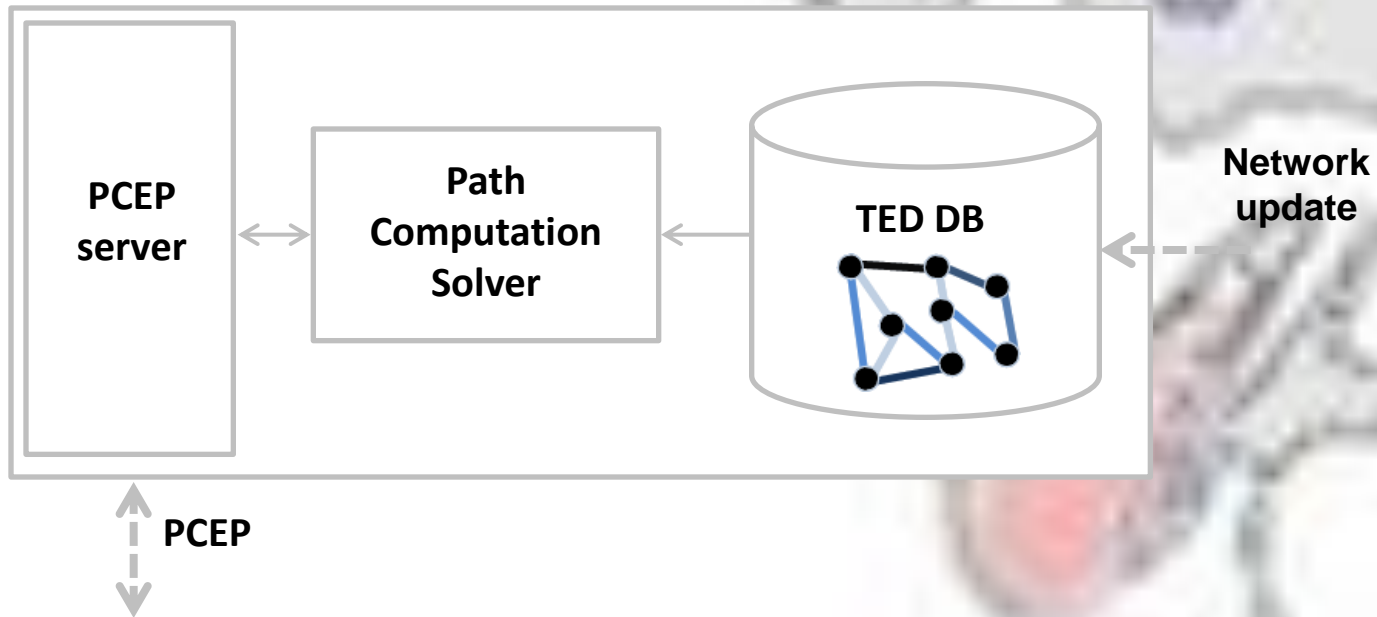 PCEP
server
Path
Computation
Solver
TED DB
Network
update
PCEP